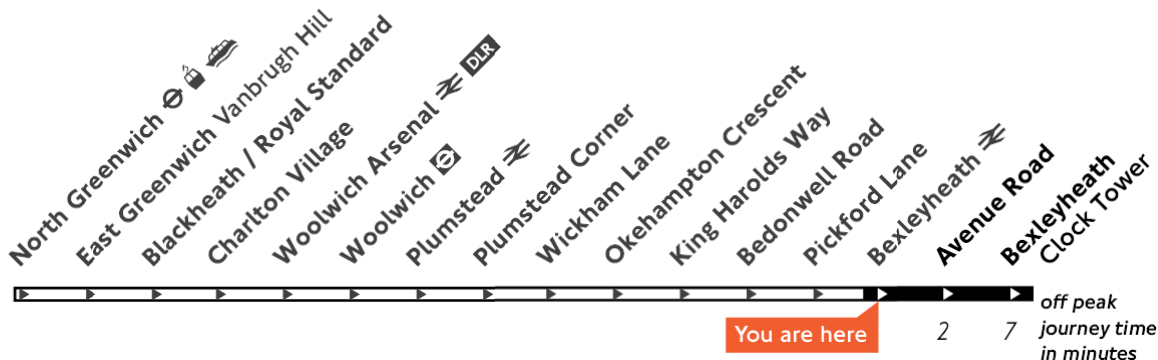 North Greenwich
East Greenwich Vanbrugh Hill
Blackheath / Royal Standard
Charlton Village
Woolwich Arsenal DLR
Woolwich
Plumstead
Plumstead Corner
Wickham Lane
Okehampton Crescent
King Harolds Way
Bedonwell Road
Pickford Lane
Bexleyheath
Avenue Road
Bexleyheath
Clock Tower
You are here
2
7
off peak
journey time
in minutes